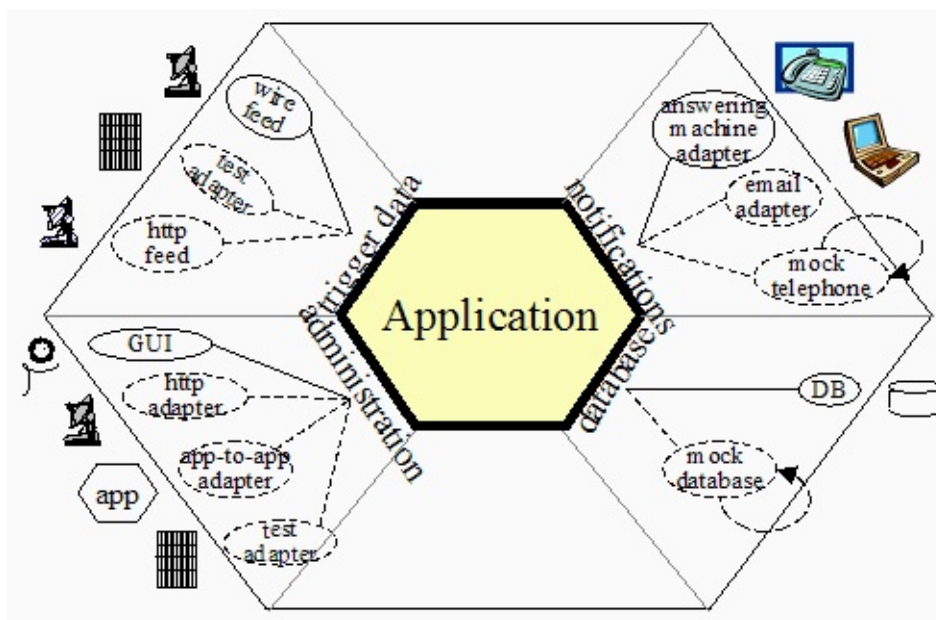 wire
feed
test
adapter
http
feed
trigger data
answering
machine
adapter
email
adapter
mock
telephone
notifications
Application
GUI
http
adapter
app-to-app
adapter
app
test
adapter
administration
DB
mock
database
database